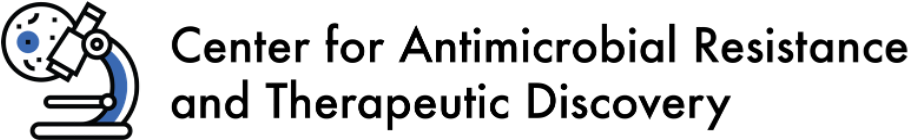 Center for Antimicrobial Resistance
and Therapeutic Discovery